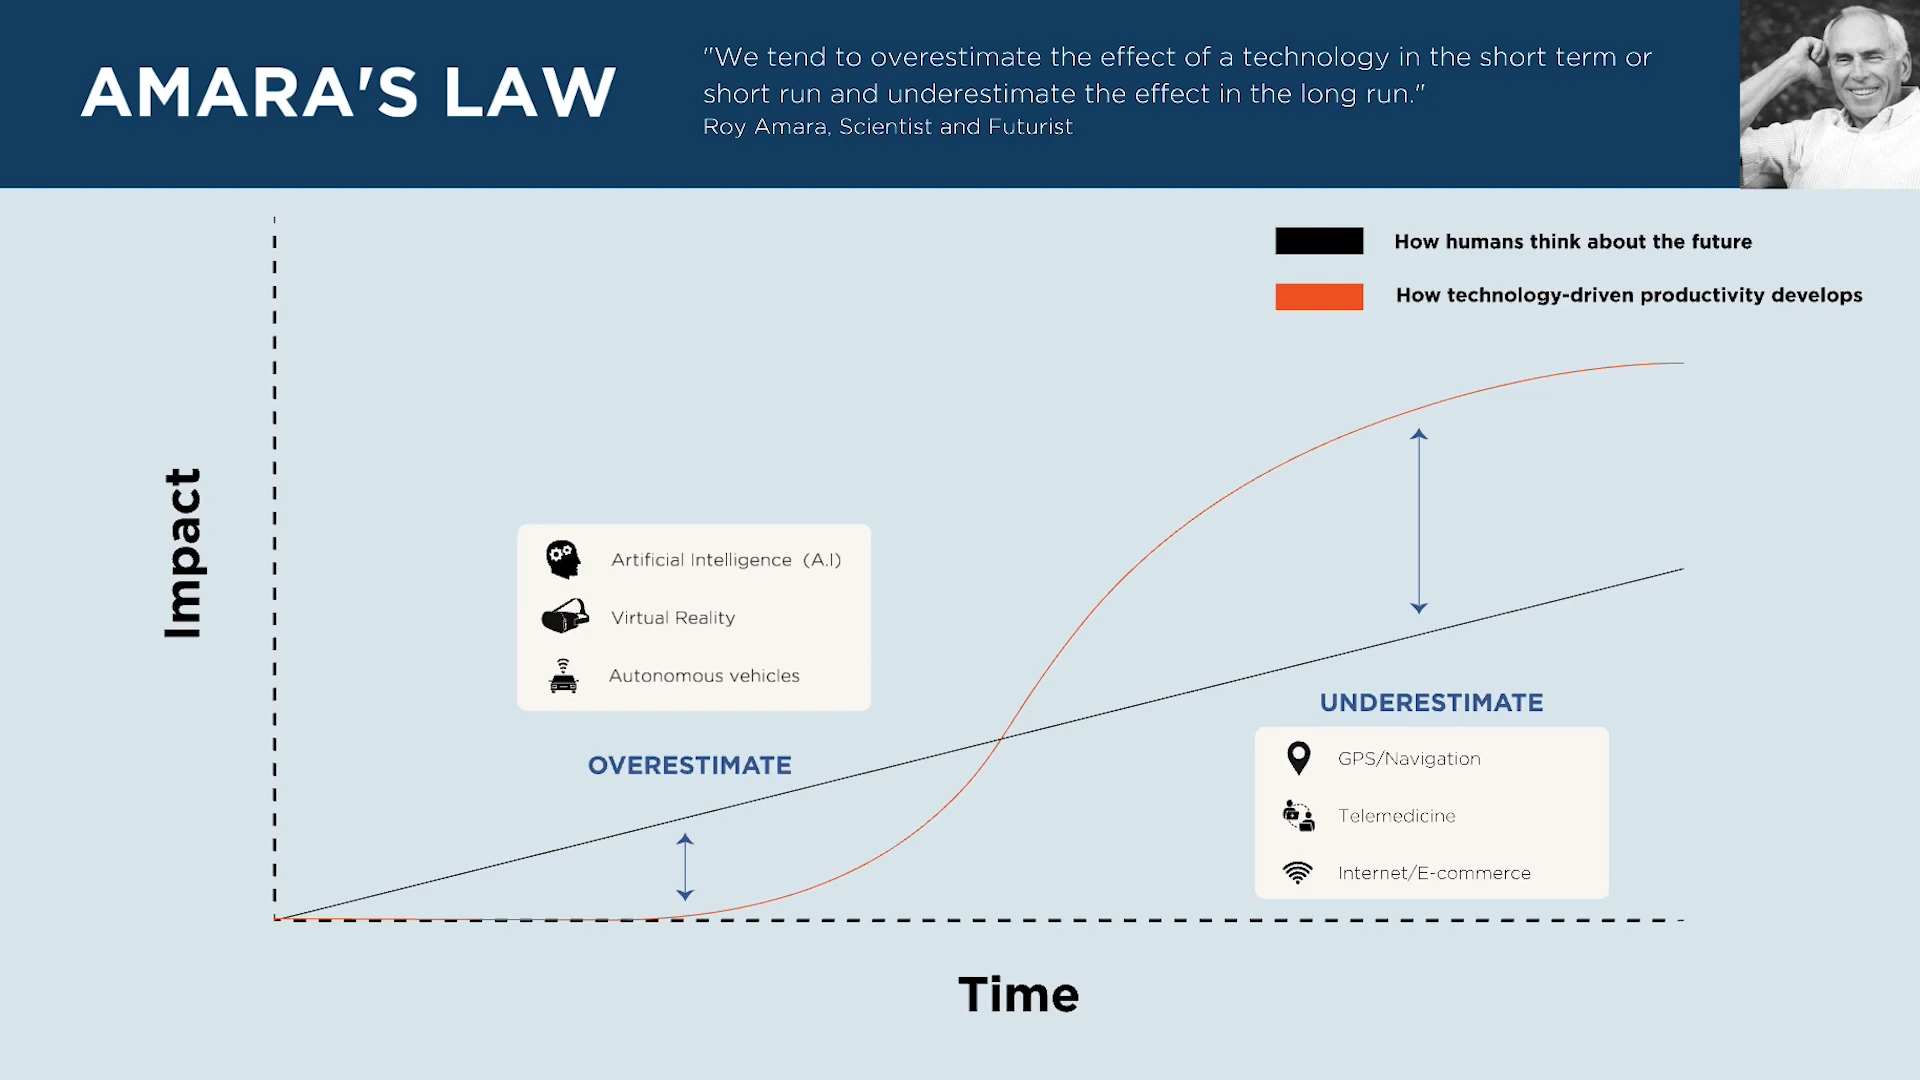 AMARA'S LAW
"We tend to overestimate the effect of a technology in the short term or
short run and underestimate the effect in the long run."
Roy Amara, Scientist and Futurist
How humans think about the future
How technology-driven productivity develops
Impact
Artificial Intelligence (A.I)
Virtual Reality
Autonomous vehicles
OVERESTIMATE
UNDERESTIMATE
GPS/Navigation
Telemedicine
Internet/E-commerce
Time